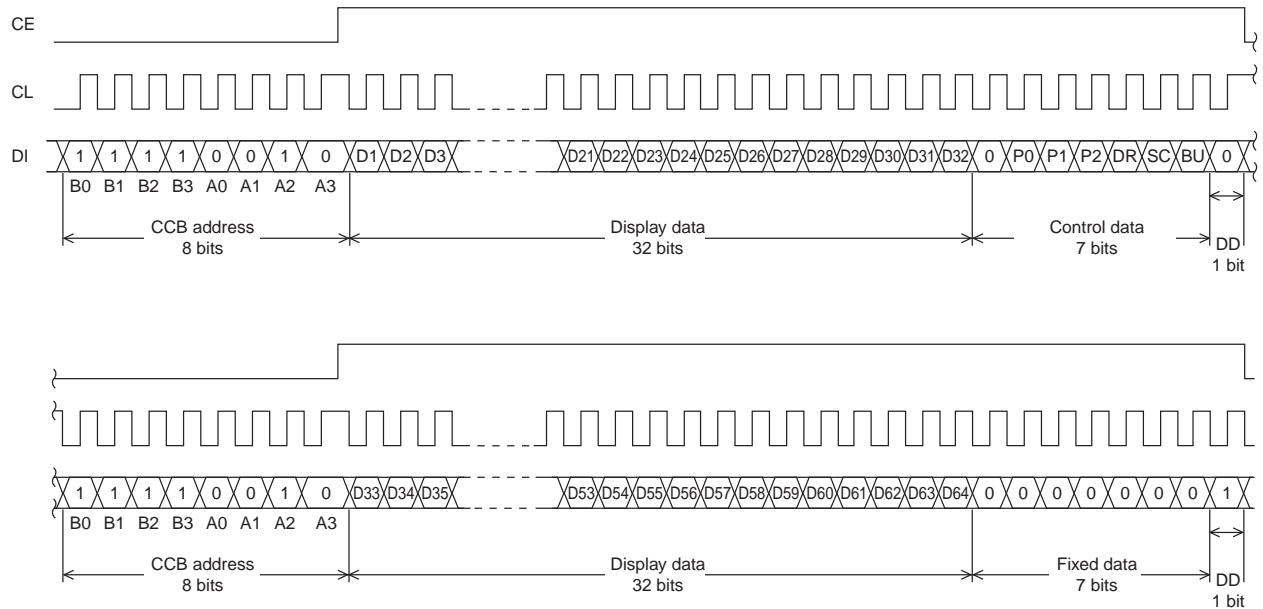 CE
CL
DI 1 1 1 1 0 0 1 0 D1 D2 D3 D21 D22 D23 D24 D25 D26 D27 D28 D29 D30 D31 D32 0 P0 P1 P2 DR SC BU 0
B0 B1 B2 B3 A0 A1 A2 A3
CCB address Display data Control data DD
8 bits 32 bits 7 bits 1 bit
1 1 1 1 0 0 1 0 D33 D34 D35 D53 D54 D55 D56 D57 D58 D59 D60 D61 D62 D63 D64 0 0 0 0 0 0 0 1
B0 B1 B2 B3 A0 A1 A2 A3
CCB address Display data Fixed data DD
8 bits 32 bits 7 bits 1 bit